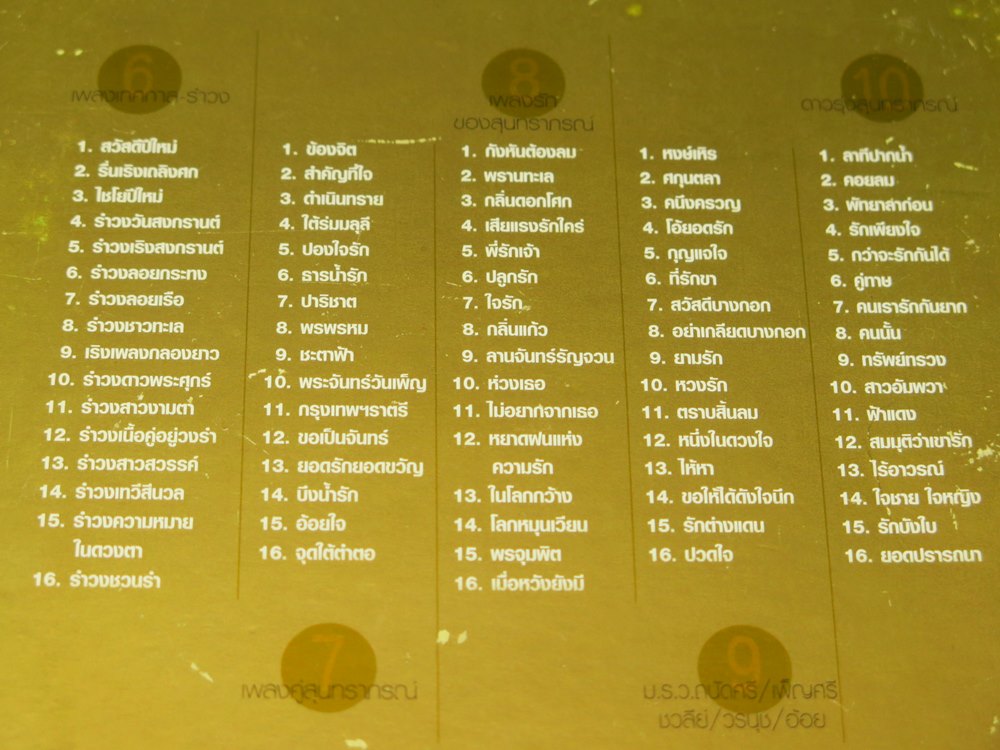 6
เพลงเทศกาล-รำวง
1. สวัสดีปีใหม่
2. รื่นเริงเถลิงศก
3. ไชโยปีใหม่
4. รำวงวันสงกรานต์
5. รำวงเริงสงกรานต์
6. รำวงลอยกระทง
7. รำวงลอยเรือ
8. รำวงชาวทะเล
9. เริงเพลงกลองยาว
10. รำวงดาวพระศุกร์
11. รำวงสาวงามตา
12. รำวงเนื้อคู่อยู่วงรำ
13. รำวงสาวสวรรค์
14. รำวงเทวีสีนวล
15. รำวงความหมาย
ในดวงตา
16. รำวงชวนรำ
1. ข้องจิต
2. สำคัญที่ใจ
3. ดำเนินทราย
4. ใต้ร่มมลุลี
5. ปองใจรัก
6. ธารน้ำรัก
7. ปาริชาต
8. พรพรหม
9. ชะตาฟ้า
10. พระจันทร์วันเพ็ญ
11. กรุงเทพฯราตรี
12. ขอเป็นจันทร์
13. ยอดรักยอดขวัญ
14. บึงน้ำรัก
15. อ้อยใจ
16. จุดใต้ตำตอ
7
เพลงคู่สุนทราภรณ์
8
เพลงรัก
ของสุนทราภรณ์
1. กังหันต้องลม
2. พรานทะเล
3. กลิ่นดอกโศก
4. เสียแรงรักใคร่
5. พี่รักเจ้า
6. ปลูกรัก
7. ใจรัก
8. กลิ่นแก้ว
9. ลานจันทร์รัญจวน
10. ห่วงเธอ
11. ไม่อยากจากเธอ
12. หยาดฝนแห่ง
ความรัก
13. ในโลกกว้าง
14. โลกหมุนเวียน
15. พรจุมพิต
16. เมื่อหวังยังมี
1. หงษ์เหิร
2. ศกุนตลา
3. คนึงครวญ
4. โอ้ยอดรัก
5. กุญแจใจ
6. ที่รักขา
7. สวัสดีบางกอก
8. อย่าเกลียดบางกอก
9. ยามรัก
10. หวงรัก
11. ตราบสิ้นลม
12. หนึ่งในดวงใจ
13. ไห้หา
14. ขอให้ได้ดังใจนึก
15. รักต่างแดน
16. ปวดใจ
9
ม.ร.ว.ถนัดศรี/เพ็ญศรี
ชวลีย์/วรนุช/อ้อย
10
ดาวรุ่งสุนทราภรณ์
1. ลาทีปากน้ำ
2. คอยลม
3. พัทยาลาก่อน
4. รักเพียงใจ
5. กว่าจะรักกันได้
6. คู่ทาษ
7. คนเรารักกันยาก
8. คนนั้น
9. ทรัพย์ทรวง
10. สาวอัมพวา
11. ฟ้าแดง
12. สมมุติว่าเขารัก
13. ไร้อาวรณ์
14. ใจชาย ใจหญิง
15. รักบังใบ
16. ยอดปรารถนา